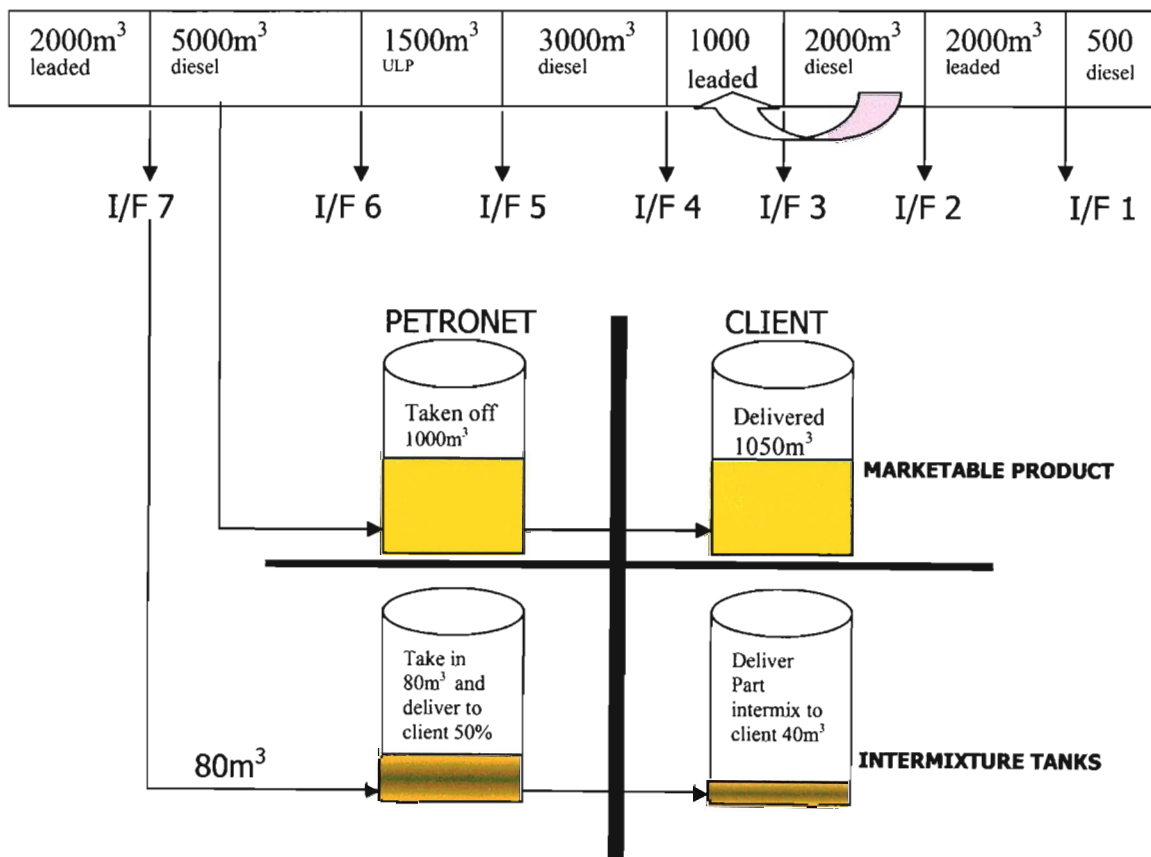 2000m³ 5000m³ 1500m³ 3000m³ 1000 2000m³ 2000m³ 500
leaded diesel ULP diesel leaded diesel leaded diesel
I/F 7 I/F 6 I/F 5 I/F 4 I/F 3 I/F 2 I/F 1
PETRONET CLIENT
Taken off
1000m³
Delivered
1050m³
MARKETABLE PRODUCT
Take in
80m³ and
deliver to
client 50%
Deliver
Part
intermix to
client 40m³
80m³
INTERMIXTURE TANKS